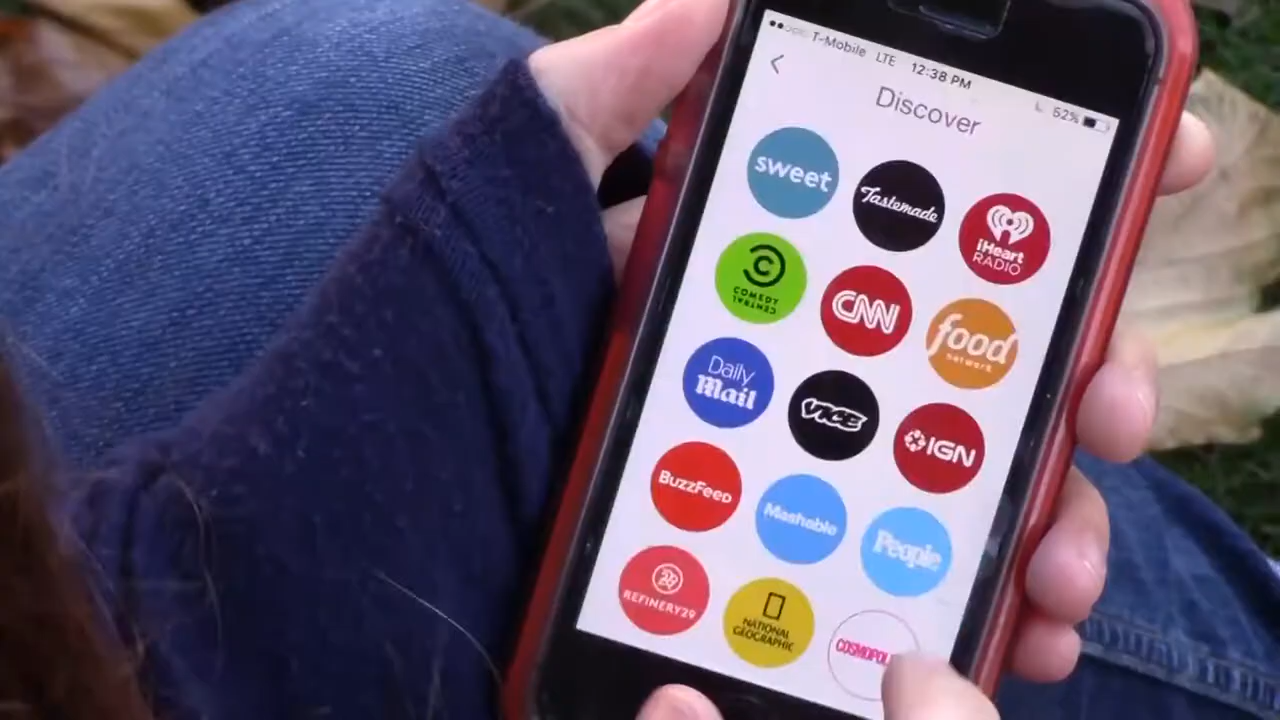 T-Mobile LTE 12:38 PM 52%
Discover
sweet
Tastemade
iHeart
RADIO
COMEDY
CENTRAL
CNN
food
network
Daily
Mail
VICE
IGN
BuzzFeeD
Mashable
People
29
REFINERY29
NATIONAL
GEOGRAPHIC